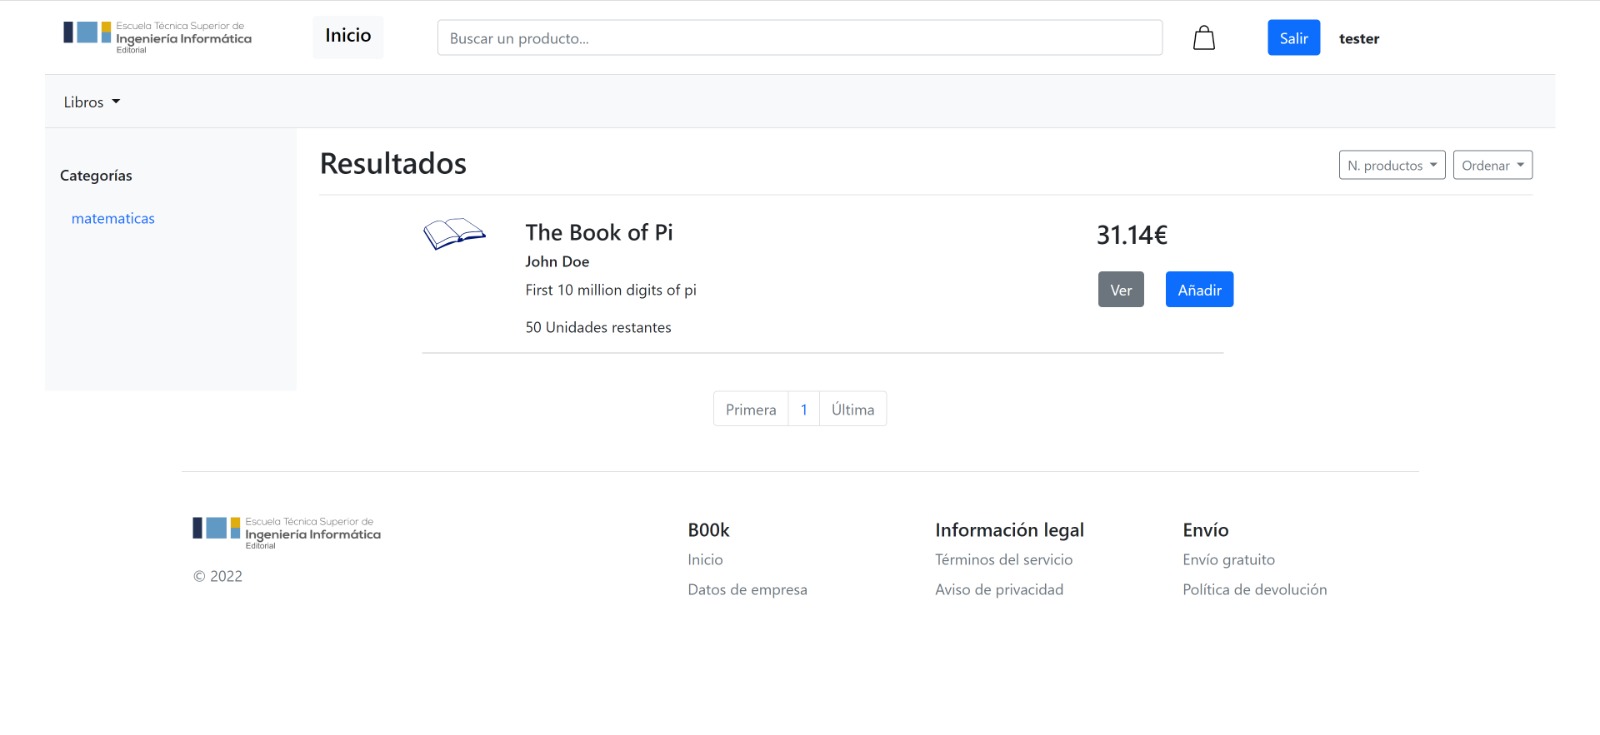 Escuela Técnica Superior de
Ingeniería Informática
Editorial
Inicio
Buscar un producto...
Salir
tester
Libros
Categorías
matematicas
Resultados
N. productos
Ordenar
The Book of Pi
John Doe
First 10 million digits of pi
50 Unidades restantes
31.14€
Ver
Añadir
Primera
1
Última
Escuela Técnica Superior de
Ingeniería Informática
Editorial
© 2022
B00k
Inicio
Datos de empresa
Información legal
Términos del servicio
Aviso de privacidad
Envío
Envío gratuito
Política de devolución